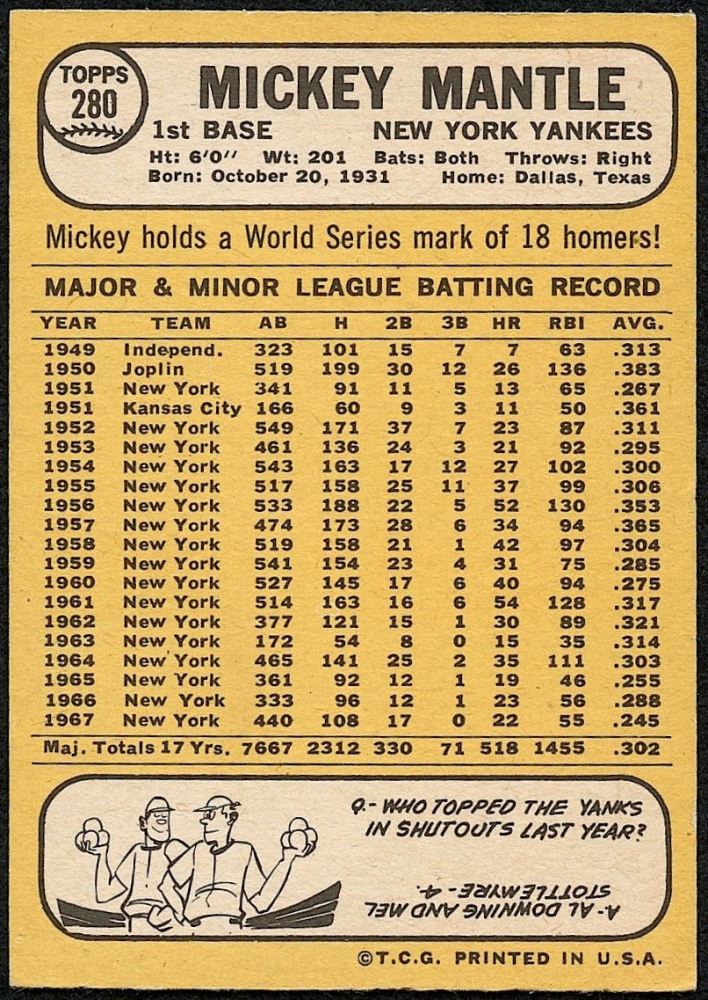 TOPPS
280
MICKEY MANTLE
1st BASE NEW YORK YANKEES
Ht: 6'0'' Wt: 201 Bats: Both Throws: Right
Born: October 20, 1931 Home: Dallas, Texas
Mickey holds a World Series mark of 18 homers!
MAJOR & MINOR LEAGUE BATTING RECORD
YEAR TEAM AB H 2B 3B HR RBI AVG.
1949 Independ. 323 101 15 7 7 63 .313
1950 Joplin 519 199 30 12 26 136 .383
1951 New York 341 91 11 5 13 65 .267
1951 Kansas City 166 60 9 3 11 50 .361
1952 New York 549 171 37 7 23 87 .311
1953 New York 461 136 24 3 21 92 .295
1954 New York 543 163 17 12 27 102 .300
1955 New York 517 158 25 11 37 99 .306
1956 New York 533 188 22 5 52 130 .353
1957 New York 474 173 28 6 34 94 .365
1958 New York 519 158 21 1 42 97 .304
1959 New York 541 154 23 4 31 75 .285
1960 New York 527 145 17 6 40 94 .275
1961 New York 514 163 16 6 54 128 .317
1962 New York 377 121 15 1 30 89 .321
1963 New York 172 54 8 0 15 35 .314
1964 New York 465 141 25 2 35 111 .303
1965 New York 361 92 12 1 19 46 .255
1966 New York 333 96 12 1 23 56 .288
1967 New York 440 108 17 0 22 55 .245
Maj. Totals 17 Yrs. 7667 2312 330 71 518 1455 .302
Q.- WHO TOPPED THE YANKS
IN SHUTOUTS LAST YEAR?
A- AL DOWNING AND MEL
STOTTLEMYRE - 4.
©T.C.G. PRINTED IN U.S.A.